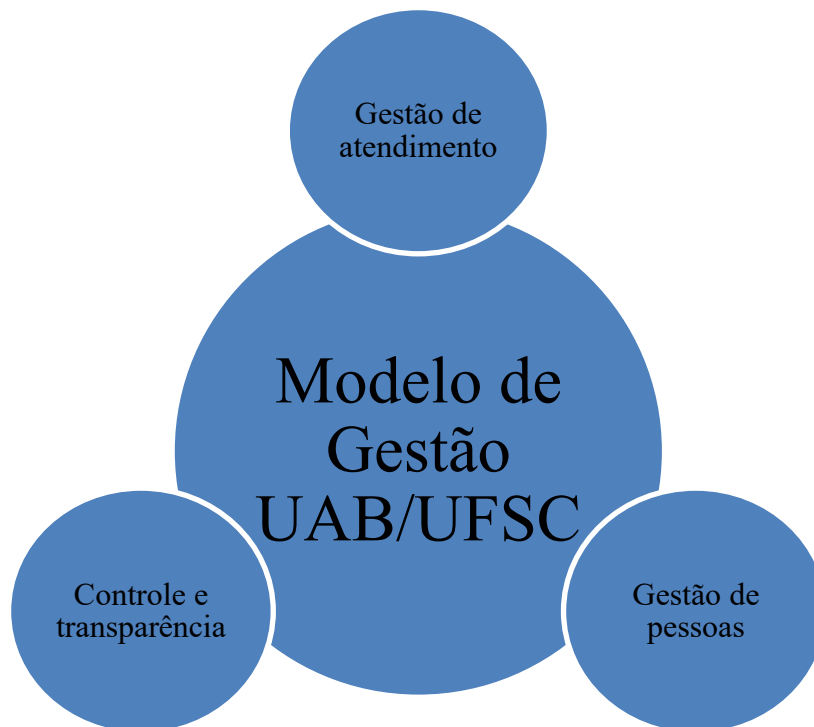 Gestão de
atendimento
Modelo de
Gestão
UAB/UFSC
Controle e
transparência
Gestão de
pessoas